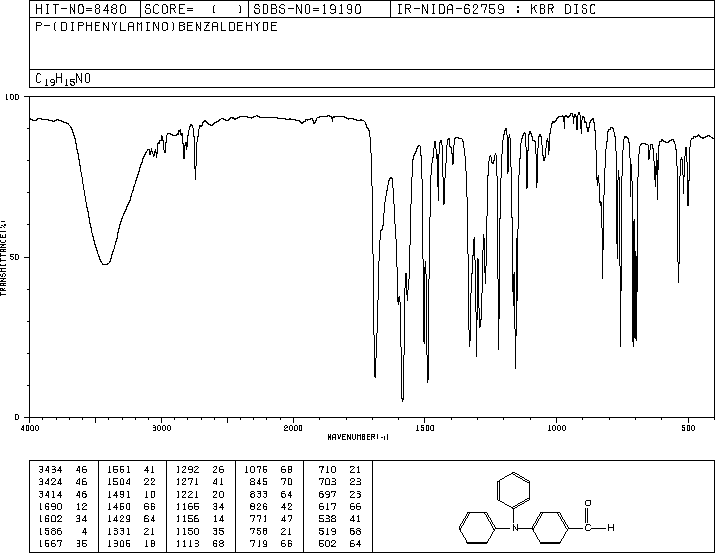 HIT-NO=8480 SCORE= ( ) SDBS-NO=19190 IR-NIDA-62759 : KBR DISC
P-(DIPHENYLAMINO)BENZALDEHYDE
C19H15NO
100
50
0
TRANSMITTANCE(%)
4000 3000 2000 1500 1000 500
WAVENUMBER(-1)
3434 46 1561 41 1292 26 1076 68 710 21
3424 46 1504 22 1271 41 845 70 703 23
3414 46 1491 10 1221 20 833 64 697 23
1690 12 1450 66 1166 34 826 42 617 66
1602 34 1429 64 1156 14 771 47 538 41
1586 4 1331 21 1150 35 758 21 519 68
1567 35 1306 18 1113 68 719 66 502 64
O
N
C-H